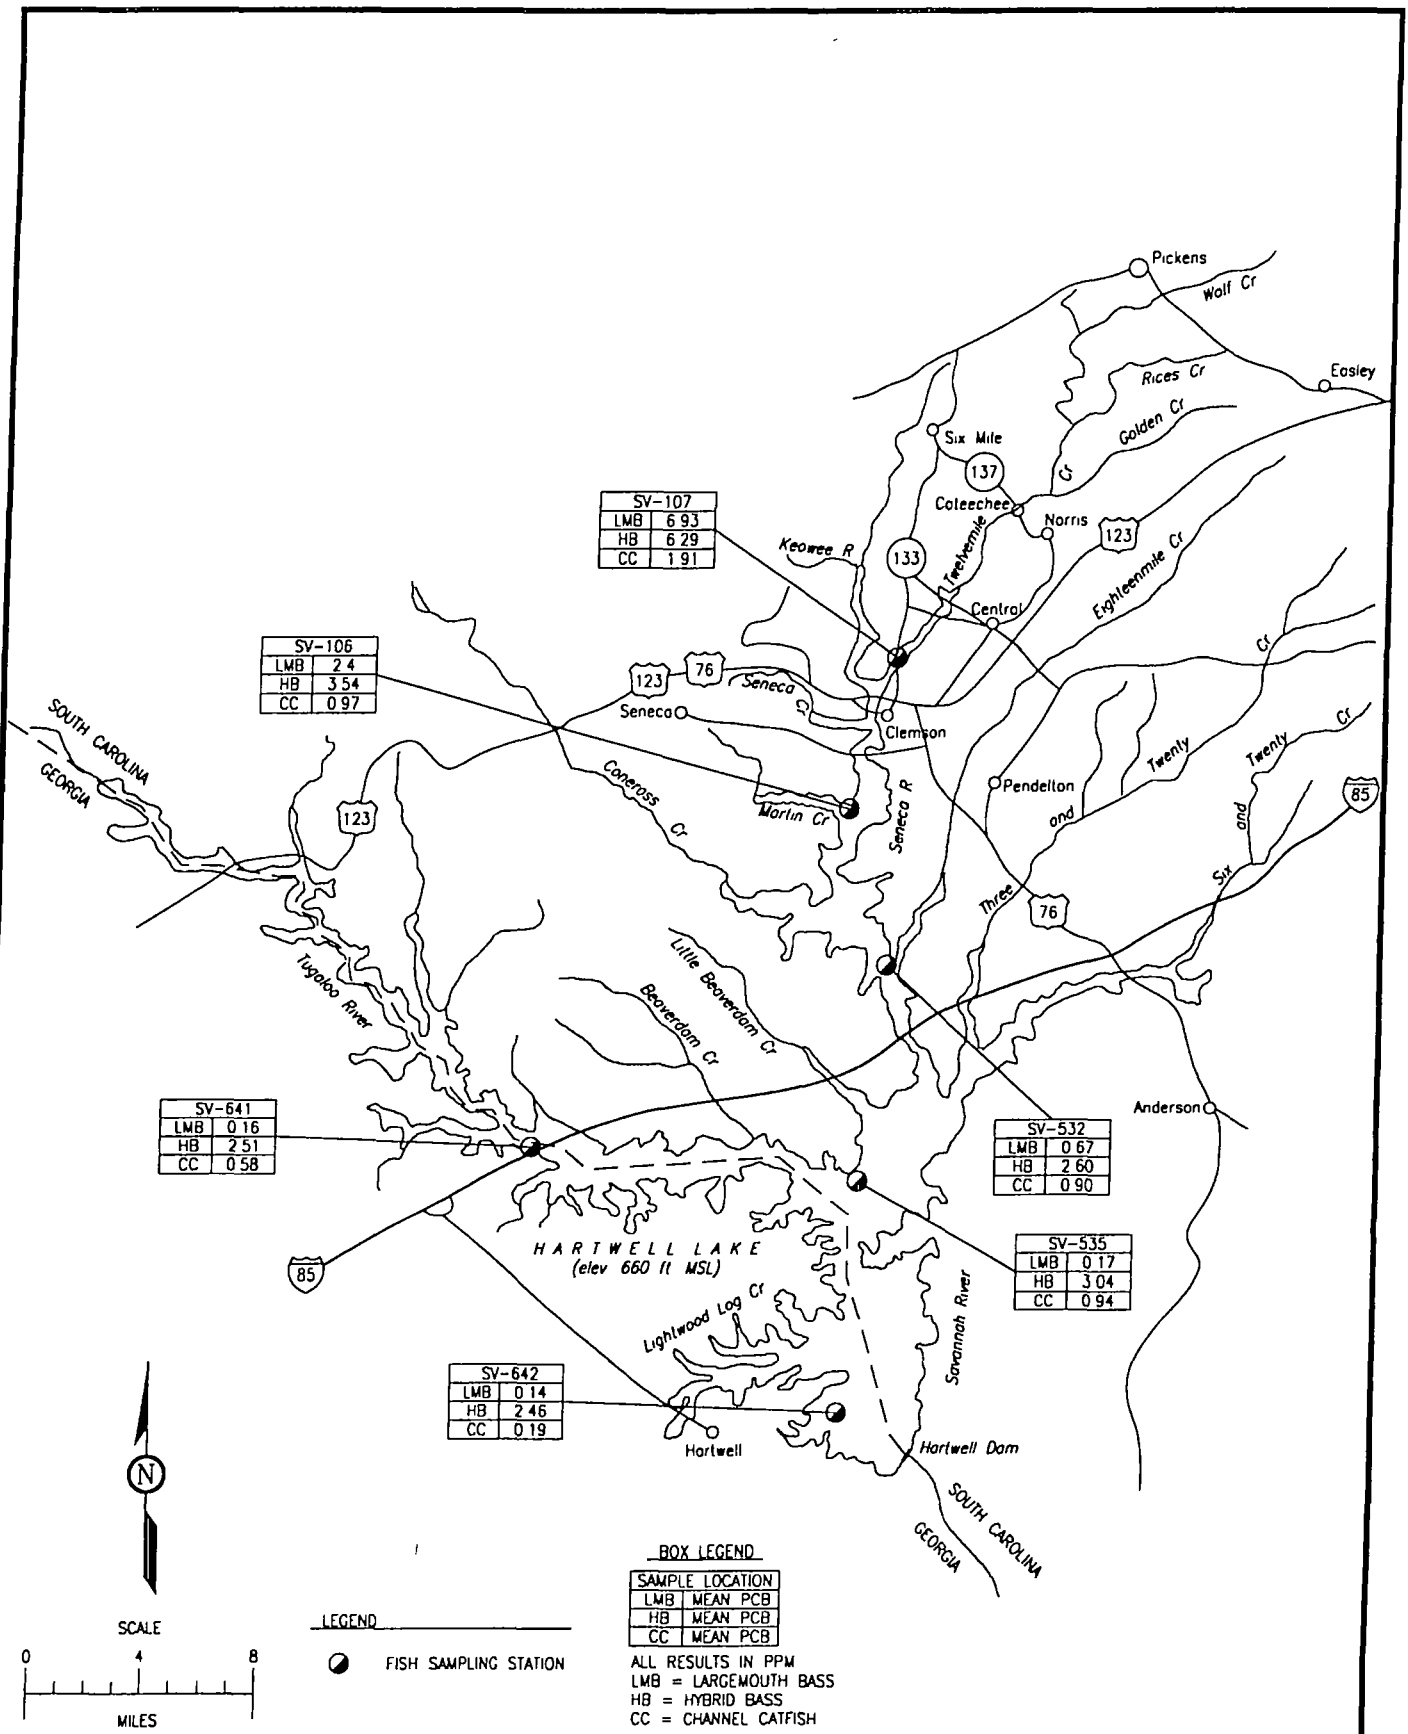 Pickens
Wolf Cr
Rices Cr
Easley
Golden Cr
Six Mile
137
Cr
Cateechee
Norris
SV-107
LMB 6 93
HB 6 29
CC 1 91
123
Keowee R
133
Twelvemile
Eighteenmile Cr
Central
SV-106
LMB 2 4
HB 3 54
CC 0 97
123
76
Seneca
Cr
Seneca
Clemson
Cr
Twenty
Cr
Twenty
SOUTH CAROLINA
GEORGIA
Coneross
Cr
Martin Cr
Seneca R
Pendelton
and
and
85
123
Six
Three
76
Tugaloo River
Little Beaverdam Cr
Beaverdam Cr
SV-641
LMB 0 16
HB 2 51
CC 0 58
Anderson
SV-532
LMB 0 67
HB 2 60
CC 0 90
HARTWELL LAKE
(elev 660 ft MSL)
85
SV-535
LMB 0 17
HB 3 04
CC 0 94
Lightwood Log Cr
Savannah River
SV-642
LMB 0 14
HB 2 46
CC 0 19
Hartwell
Hartwell Dam
SOUTH CAROLINA
GEORGIA
N
BOX LEGEND
SAMPLE LOCATION
LMB MEAN PCB
HB MEAN PCB
CC MEAN PCB
SCALE
0 4 8
MILES
LEGEND
FISH SAMPLING STATION
ALL RESULTS IN PPM
LMB = LARGEMOUTH BASS
HB = HYBRID BASS
CC = CHANNEL CATFISH